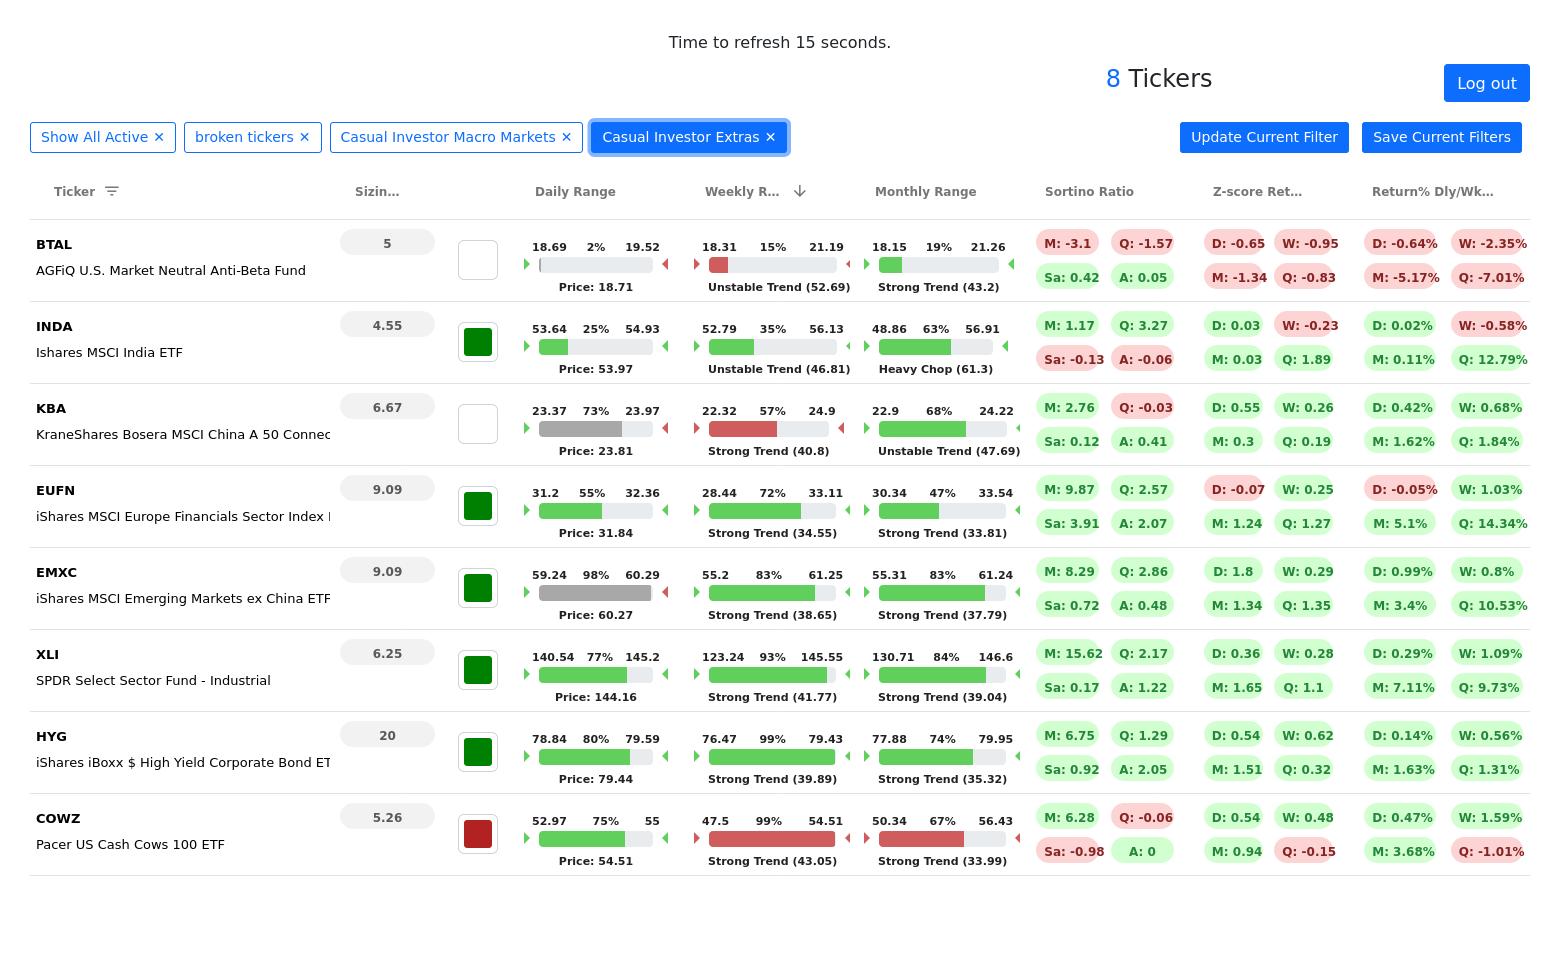 Time to refresh 15 seconds.
8 Tickers
Log out
Show All Active ✕ broken tickers ✕ Casual Investor Macro Markets ✕ Casual Investor Extras ✕ Update Current Filter Save Current Filters
Ticker Sizin... Daily Range Weekly R... Monthly Range Sortino Ratio Z-score Ret... Return% Dly/Wk...
BTAL 5 18.69 2% 19.52 18.31 15% 21.19 18.15 19% 21.26 M: -3.1 Q: -1.57 D: -0.65 W: -0.95 D: -0.64% W: -2.35%
AGFiQ U.S. Market Neutral Anti-Beta Fund Price: 18.71 Unstable Trend (52.69) Strong Trend (43.2) Sa: 0.42 A: 0.05 M: -1.34 Q: -0.83 M: -5.17% Q: -7.01%
INDA 4.55 53.64 25% 54.93 52.79 35% 56.13 48.86 63% 56.91 M: 1.17 Q: 3.27 D: 0.03 W: -0.23 D: 0.02% W: -0.58%
Ishares MSCI India ETF Price: 53.97 Unstable Trend (46.81) Heavy Chop (61.3) Sa: -0.13 A: -0.06 M: 0.03 Q: 1.89 M: 0.11% Q: 12.79%
KBA 6.67 23.37 73% 23.97 22.32 57% 24.9 22.9 68% 24.22 M: 2.76 Q: -0.03 D: 0.55 W: 0.26 D: 0.42% W: 0.68%
KraneShares Bosera MSCI China A 50 Connec Price: 23.81 Strong Trend (40.8) Unstable Trend (47.69) Sa: 0.12 A: 0.41 M: 0.3 Q: 0.19 M: 1.62% Q: 1.84%
EUFN 9.09 31.2 55% 32.36 28.44 72% 33.11 30.34 47% 33.54 M: 9.87 Q: 2.57 D: -0.07 W: 0.25 D: -0.05% W: 1.03%
iShares MSCI Europe Financials Sector Index Price: 31.84 Strong Trend (34.55) Strong Trend (33.81) Sa: 3.91 A: 2.07 M: 1.24 Q: 1.27 M: 5.1% Q: 14.34%
EMXC 9.09 59.24 98% 60.29 55.2 83% 61.25 55.31 83% 61.24 M: 8.29 Q: 2.86 D: 1.8 W: 0.29 D: 0.99% W: 0.8%
iShares MSCI Emerging Markets ex China ETF Price: 60.27 Strong Trend (38.65) Strong Trend (37.79) Sa: 0.72 A: 0.48 M: 1.34 Q: 1.35 M: 3.4% Q: 10.53%
XLI 6.25 140.54 77% 145.2 123.24 93% 145.55 130.71 84% 146.6 M: 15.62 Q: 2.17 D: 0.36 W: 0.28 D: 0.29% W: 1.09%
SPDR Select Sector Fund - Industrial Price: 144.16 Strong Trend (41.77) Strong Trend (39.04) Sa: 0.17 A: 1.22 M: 1.65 Q: 1.1 M: 7.11% Q: 9.73%
HYG 20 78.84 80% 79.59 76.47 99% 79.43 77.88 74% 79.95 M: 6.75 Q: 1.29 D: 0.54 W: 0.62 D: 0.14% W: 0.56%
iShares iBoxx $ High Yield Corporate Bond ET Price: 79.44 Strong Trend (39.89) Strong Trend (35.32) Sa: 0.92 A: 2.05 M: 1.51 Q: 0.32 M: 1.63% Q: 1.31%
COWZ 5.26 52.97 75% 55 47.5 99% 54.51 50.34 67% 56.43 M: 6.28 Q: -0.06 D: 0.54 W: 0.48 D: 0.47% W: 1.59%
Pacer US Cash Cows 100 ETF Price: 54.51 Strong Trend (43.05) Strong Trend (33.99) Sa: -0.98 A: 0 M: 0.94 Q: -0.15 M: 3.68% Q: -1.01%